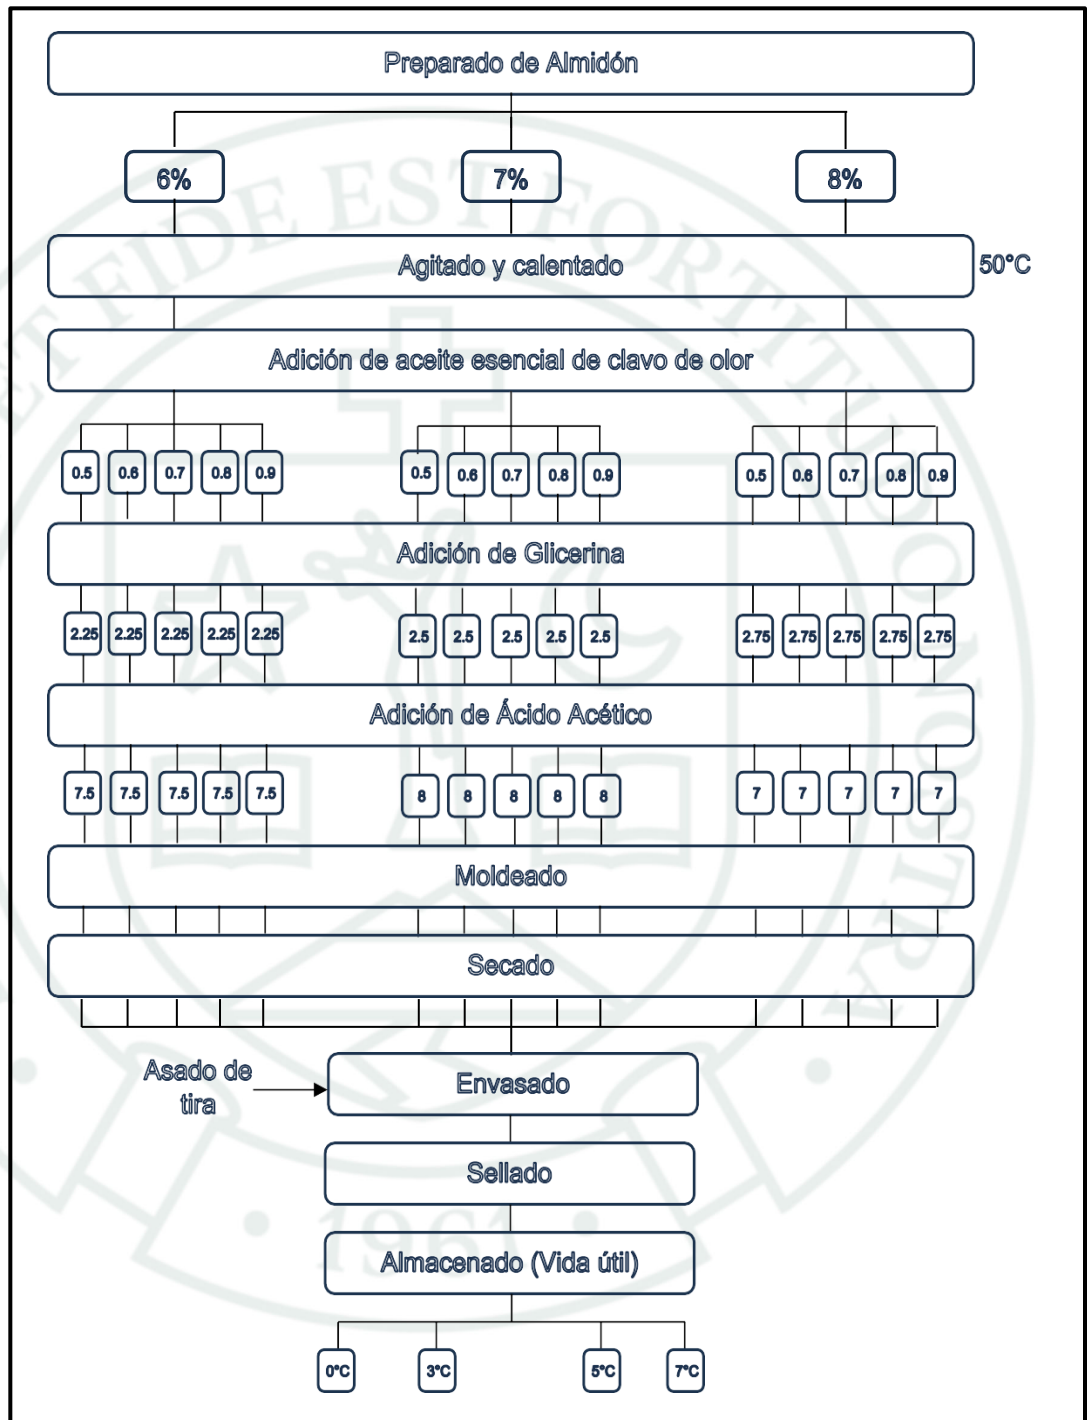 Preparado de Almidón
6% 7% 8%
Agitado y calentado
50°C
Adición de aceite esencial de clavo de olor
0.5 0.6 0.7 0.8 0.9 0.5 0.6 0.7 0.8 0.9 0.5 0.6 0.7 0.8 0.9
Adición de Glicerina
2.25 2.25 2.25 2.25 2.25 2.5 2.5 2.5 2.5 2.5 2.75 2.75 2.75 2.75 2.75
Adición de Ácido Acético
7.5 7.5 7.5 7.5 7.5 8 8 8 8 8 7 7 7 7 7
Moldeado
Secado
Asado de
tira
Envasado
Sellado
Almacenado (Vida útil)
0°C 3°C 5°C 7°C
ET FIDE EST FORTITUDO NOSTRA
1961